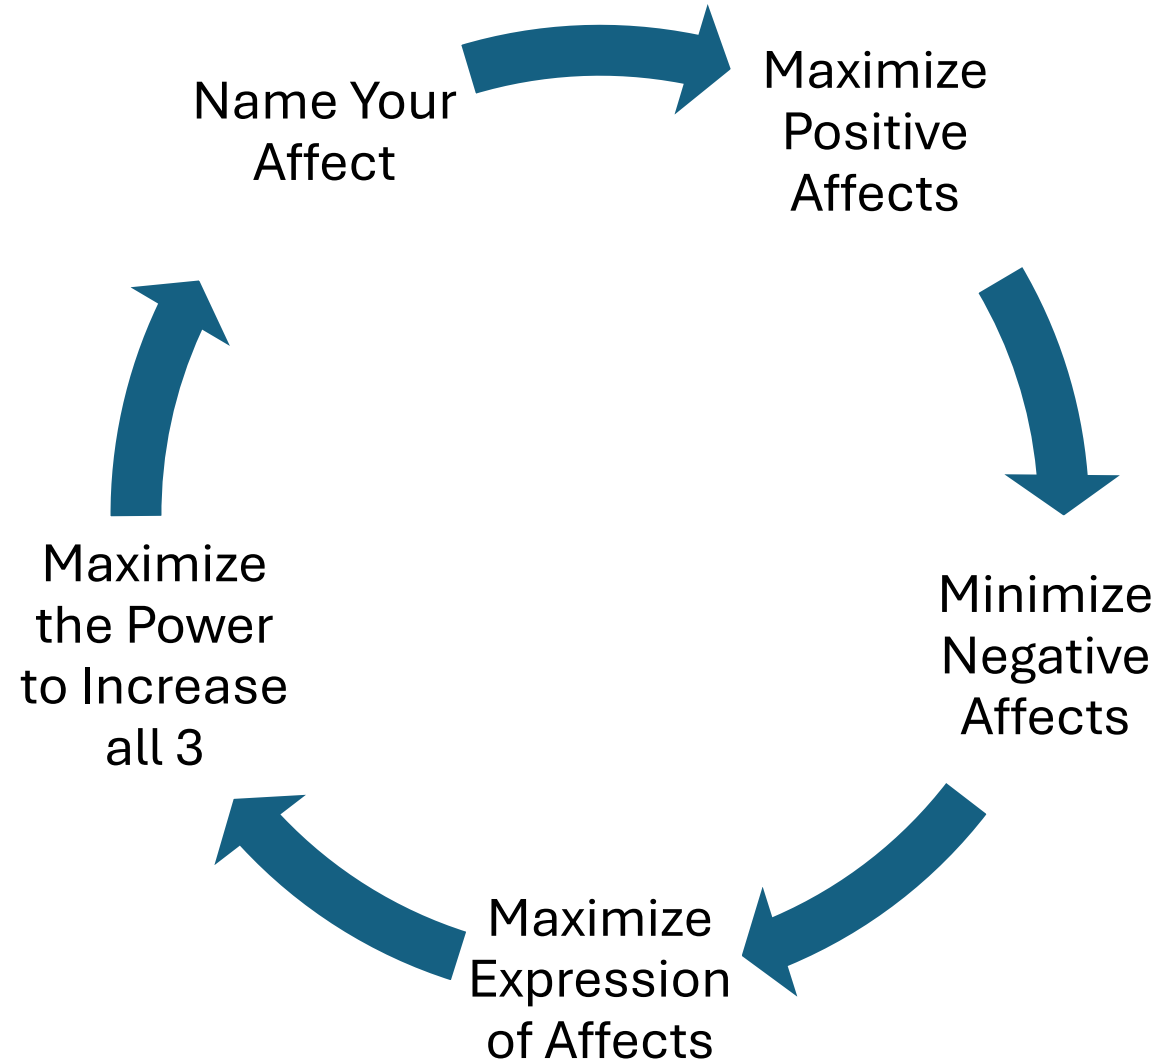 Name Your
Affect
Maximize
Positive
Affects
Minimize
Negative
Affects
Maximize
Expression
of Affects
Maximize
the Power
to Increase
all 3